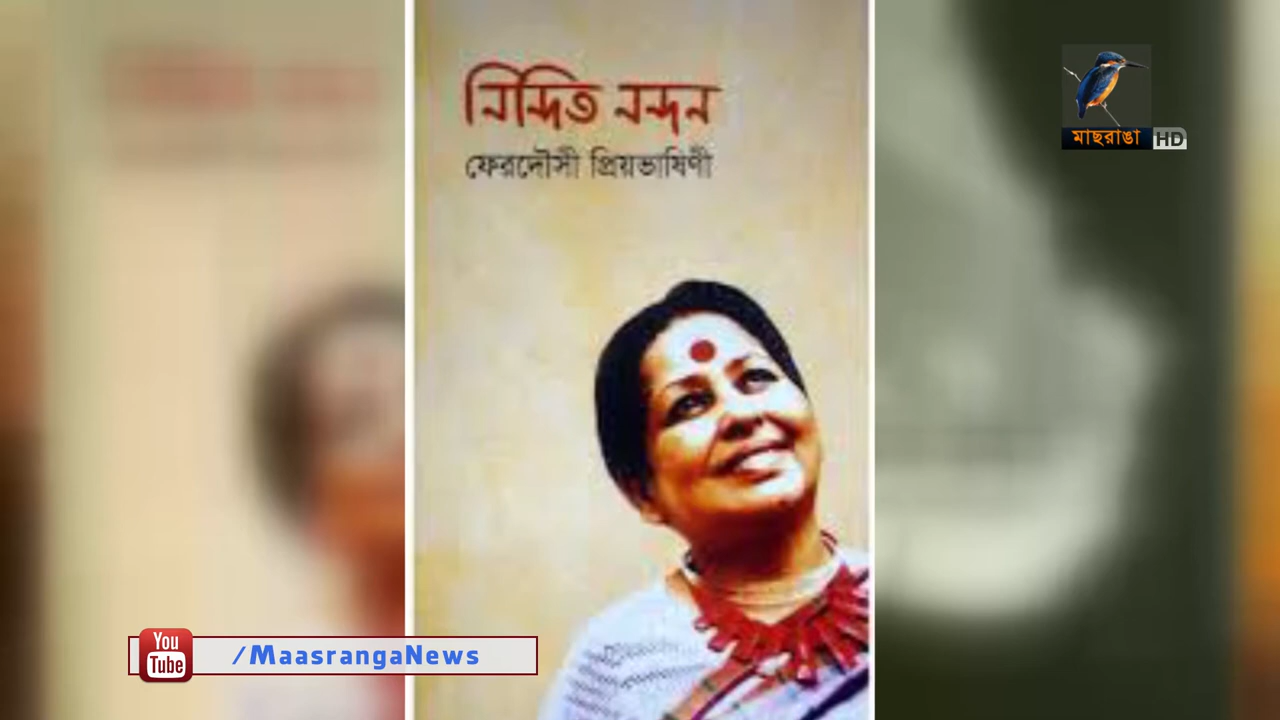 নিন্দিত নন্দন
ফেরদৌসী প্রিয়ভাষিণী
মাছরাঙা HD
You
Tube
/MaasrangaNews